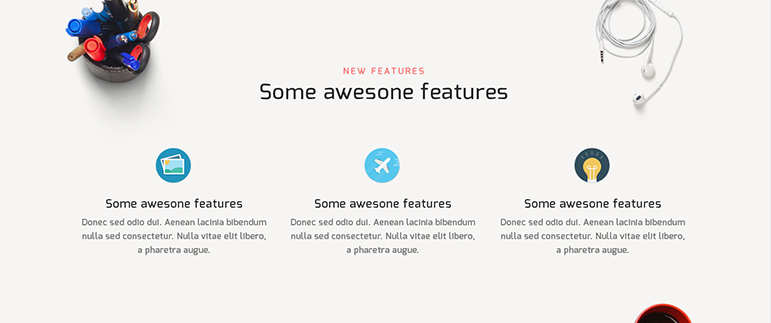 NEW FEATURES
Some awesone features
Some awesone features
Donec sed odio dui. Aenean lacinia bibendum
nulla sed consectetur. Nulla vitae elit libero,
a pharetra augue.
Some awesone features
Donec sed odio dui. Aenean lacinia bibendum
nulla sed consectetur. Nulla vitae elit libero,
a pharetra augue.
Some awesone features
Donec sed odio dui. Aenean lacinia bibendum
nulla sed consectetur. Nulla vitae elit libero,
a pharetra augue.